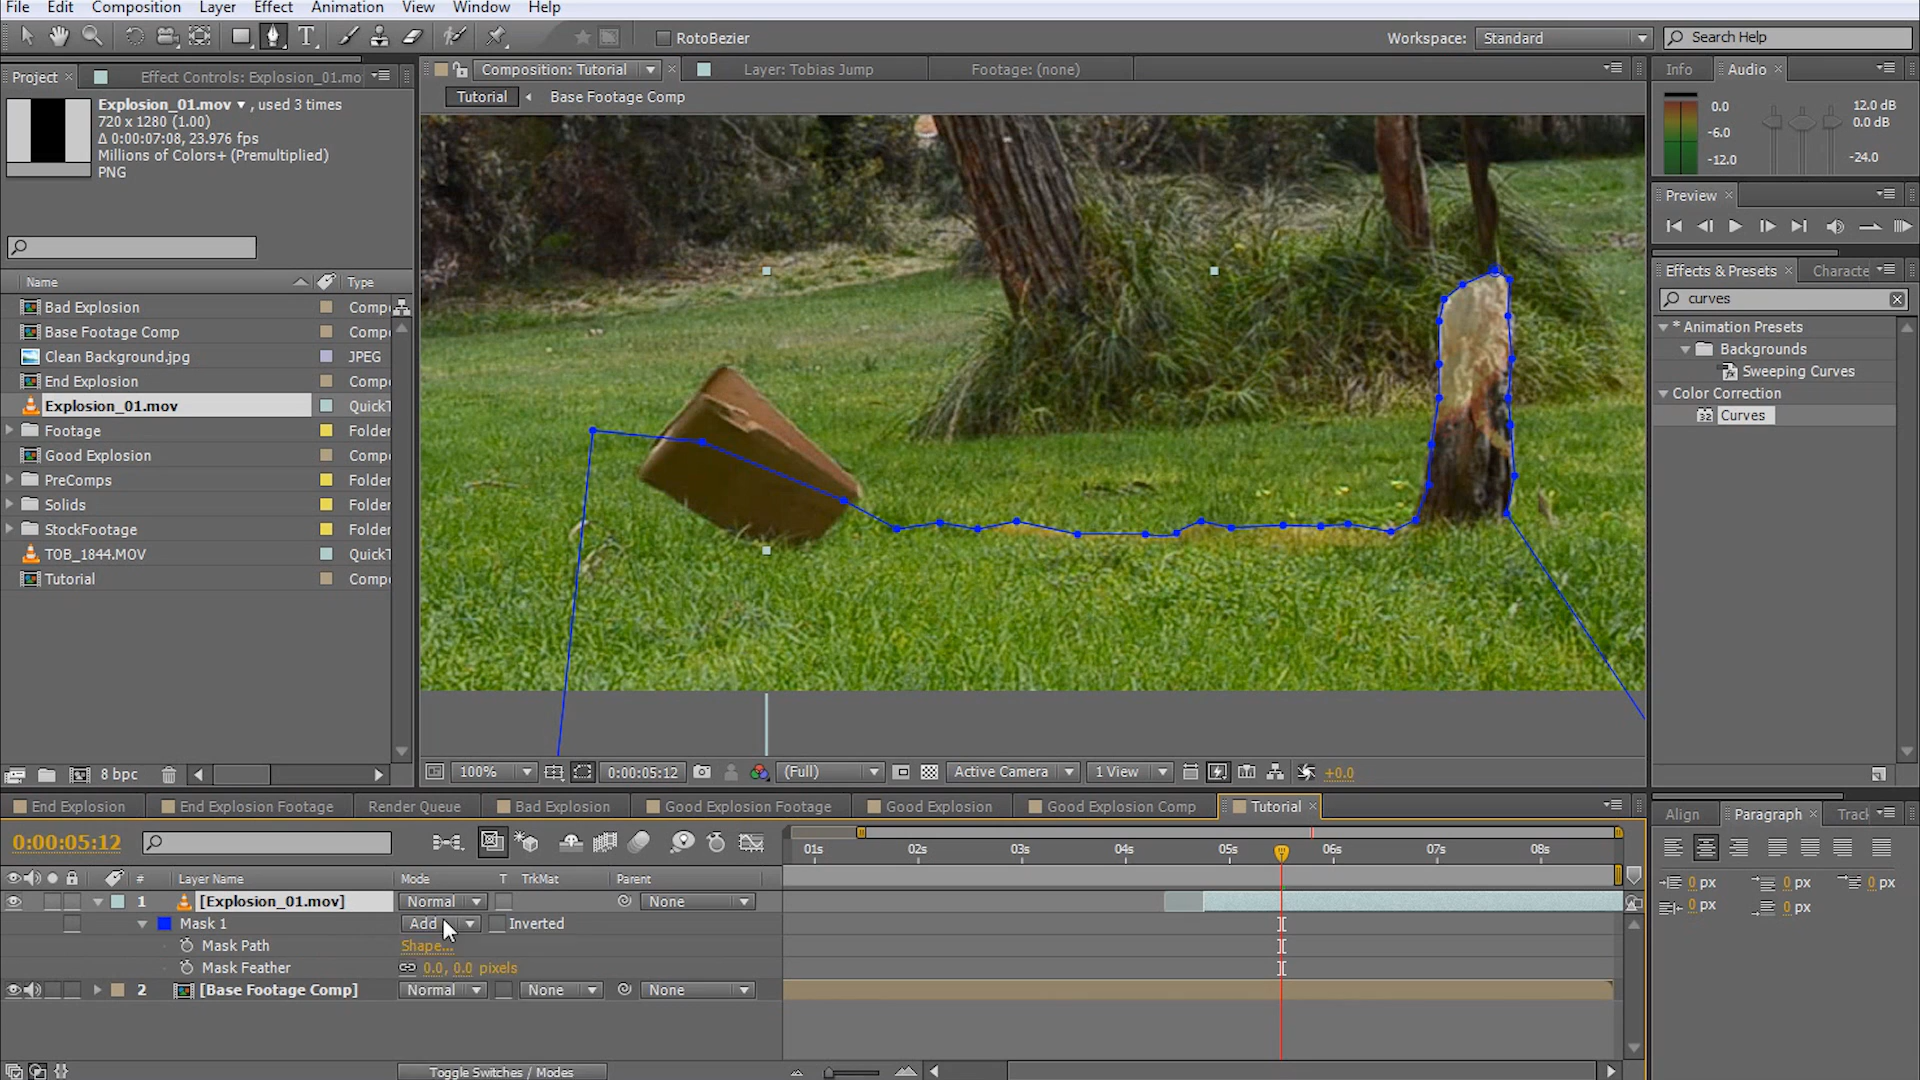 File Edit Composition Layer Effect Animation View Window Help
RotoBezier
Workspace: Standard
Search Help
Project
Effect Controls: Explosion_01.mo
Composition: Tutorial
Layer: Tobias Jump
Footage: (none)
Info
Audio
Tutorial
Base Footage Comp
Explosion_01.mov , used 3 times
720 x 1280 (1.00)
Δ 0:00:07:08, 23.976 fps
Millions of Colors+ (Premultiplied)
PNG
0.0
-6.0
-12.0
12.0 dB
0.0 dB
-24.0
Preview
Effects & Presets
Characte
curves
* Animation Presets
Backgrounds
Sweeping Curves
Color Correction
32
Curves
Name Type
Bad Explosion Compo
Base Footage Comp Compo
Clean Background.jpg JPEG
End Explosion Compo
Explosion_01.mov QuickT
Footage Folder
Good Explosion Compo
PreComps Folder
Solids Folder
StockFootage Folder
TOB_1844.MOV QuickT
Tutorial Compo
8 bpc
100%
0:00:05:12
(Full)
Active Camera
1 View
+0.0
End Explosion
End Explosion Footage
Render Queue
Bad Explosion
Good Explosion Footage
Good Explosion
Good Explosion Comp
Tutorial
Align
Paragraph
Track
0:00:05:12
01s 02s 03s 04s 05s 06s 07s 08s
# Layer Name Mode T TrkMat Parent
1 [Explosion_01.mov] Normal None
Mask 1 Add Inverted
Mask Path Shape...
Mask Feather 0.0, 0.0 pixels
2 [Base Footage Comp] Normal None None
0 px 0 px 0 px
0 px 0 px
Toggle Switches / Modes